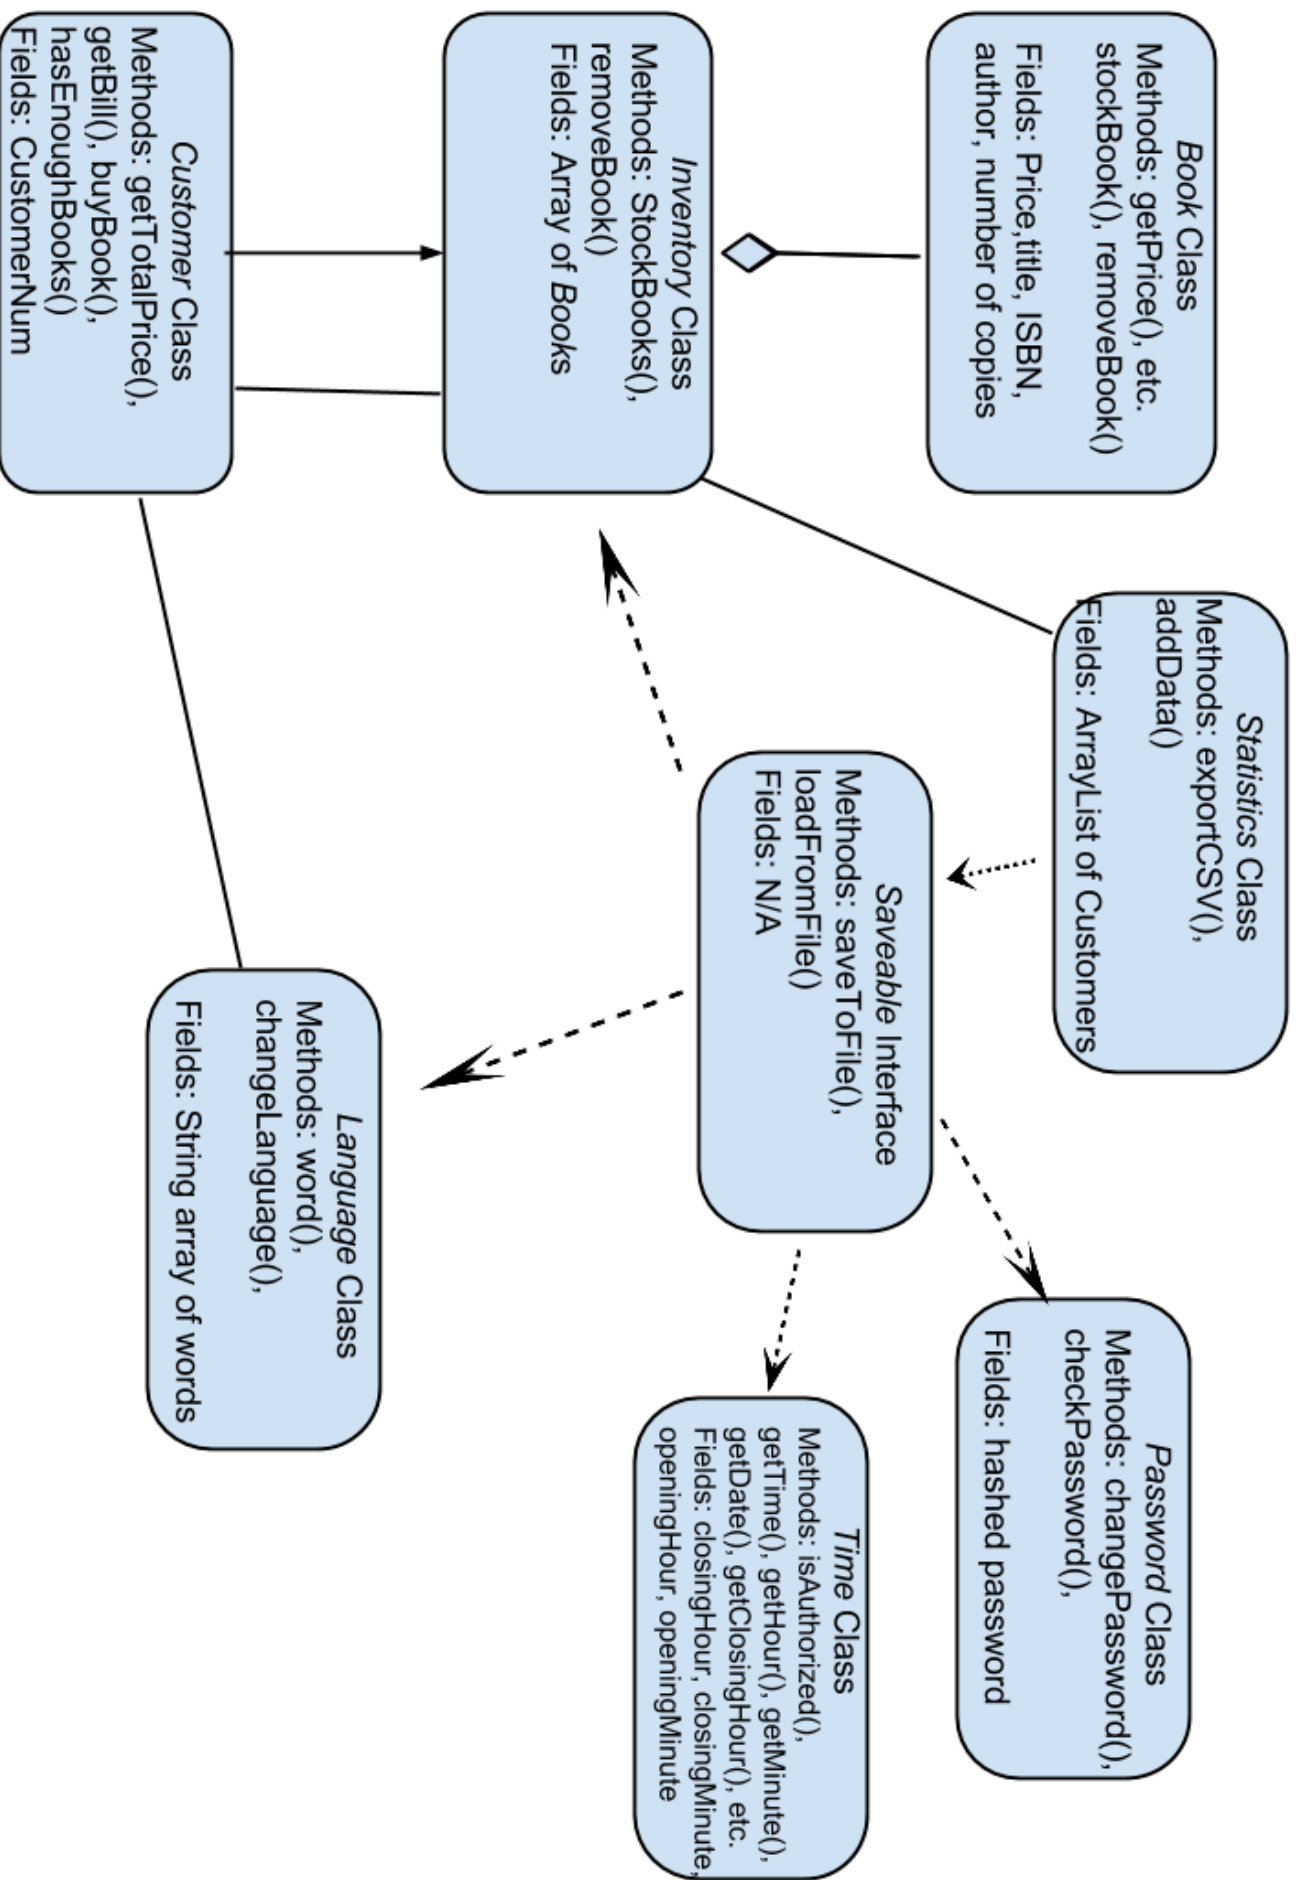 Book Class
Methods: getPrice(), etc.
stockBook(), removeBook()
Fields: Price,title, ISBN,
author, number of copies
Statistics Class
Methods: exportCSV(),
addData()
Fields: ArrayList of Customers
Password Class
Methods: changePassword(),
checkPassword(),
Fields: hashed password
Inventory Class
Methods: StockBooks(),
removeBook()
Fields: Array of Books
Saveable Interface
Methods: saveToFile(),
loadFromFile()
Fields: N/A
Time Class
Methods: isAuthorized(),
getTime(), getHour(), getMinute(),
getDate(), getClosingHour(), etc.
Fields: closingHour, closingMinute,
openingHour, openingMinute
Customer Class
Methods: getTotalPrice(),
getBill(), buyBook(),
hasEnoughBooks()
Fields: CustomerNum
Language Class
Methods: word(),
changeLanguage(),
Fields: String array of words